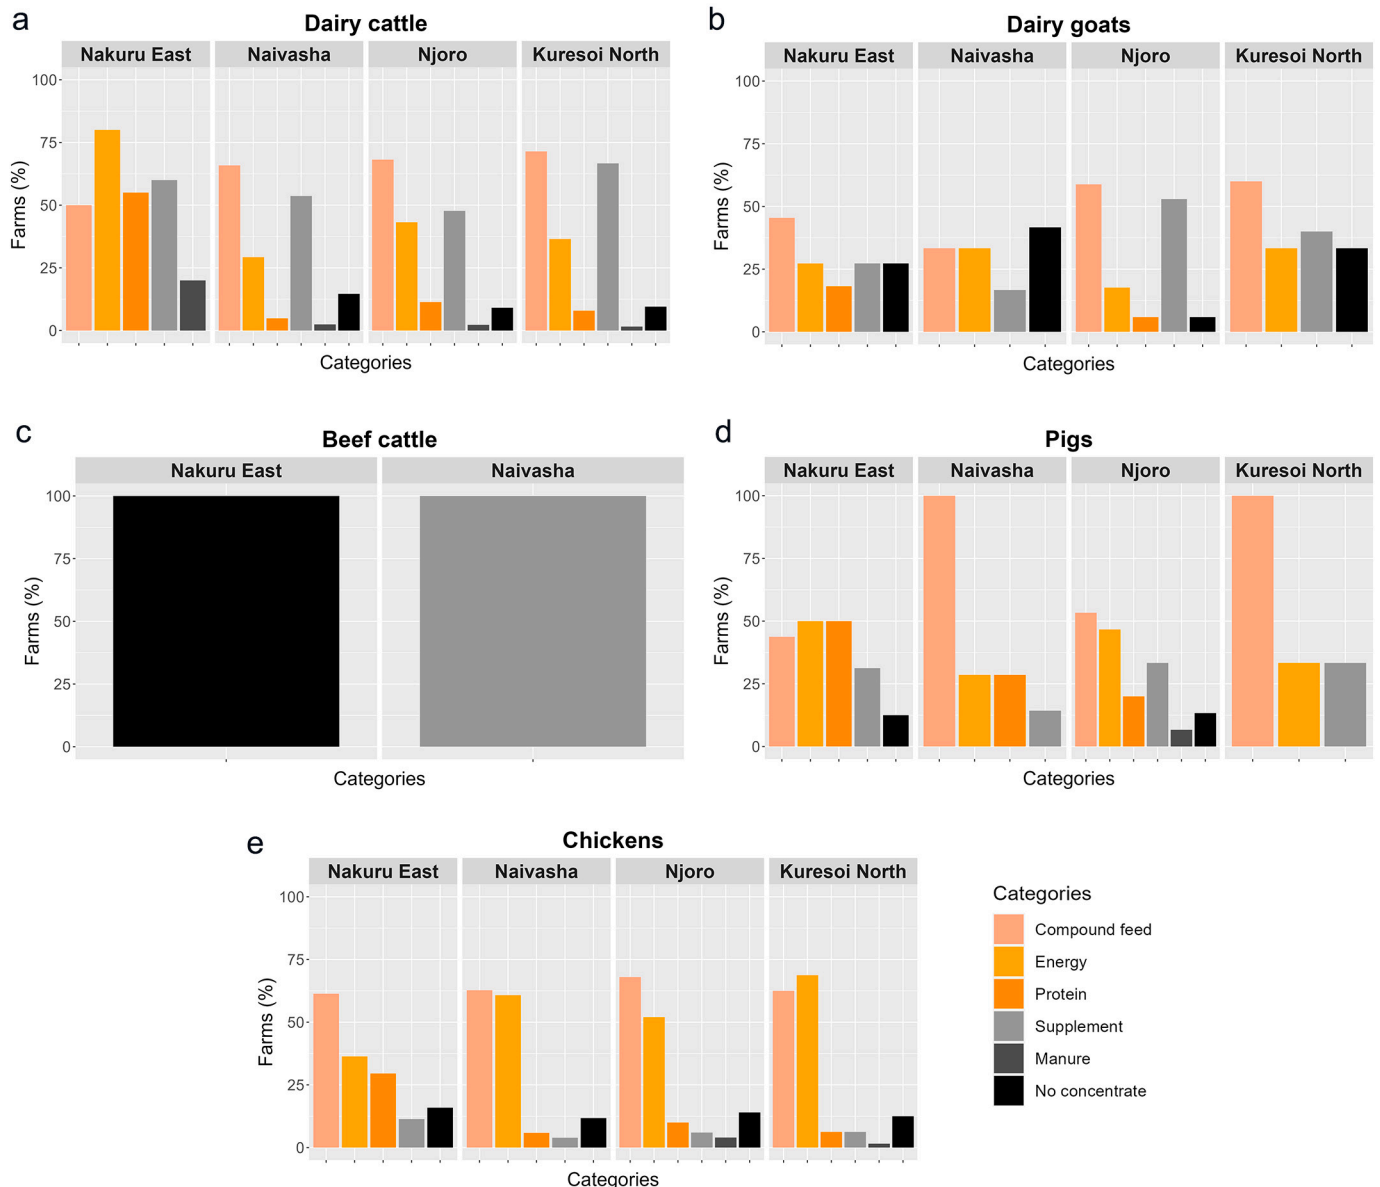 a
Dairy cattle
Nakuru East
Naivasha
Njoro
Kuresoi North
Farms (%)
100
75
50
25
0
Categories
b
Dairy goats
Nakuru East
Naivasha
Njoro
Kuresoi North
Farms (%)
100
75
50
25
0
Categories
c
Beef cattle
Nakuru East
Naivasha
Farms (%)
100
75
50
25
0
Categories
d
Pigs
Nakuru East
Naivasha
Njoro
Kuresoi North
Farms (%)
100
75
50
25
0
Categories
e
Chickens
Nakuru East
Naivasha
Njoro
Kuresoi North
Farms (%)
100
75
50
25
0
Categories
Categories
Compound feed
Energy
Protein
Supplement
Manure
No concentrate